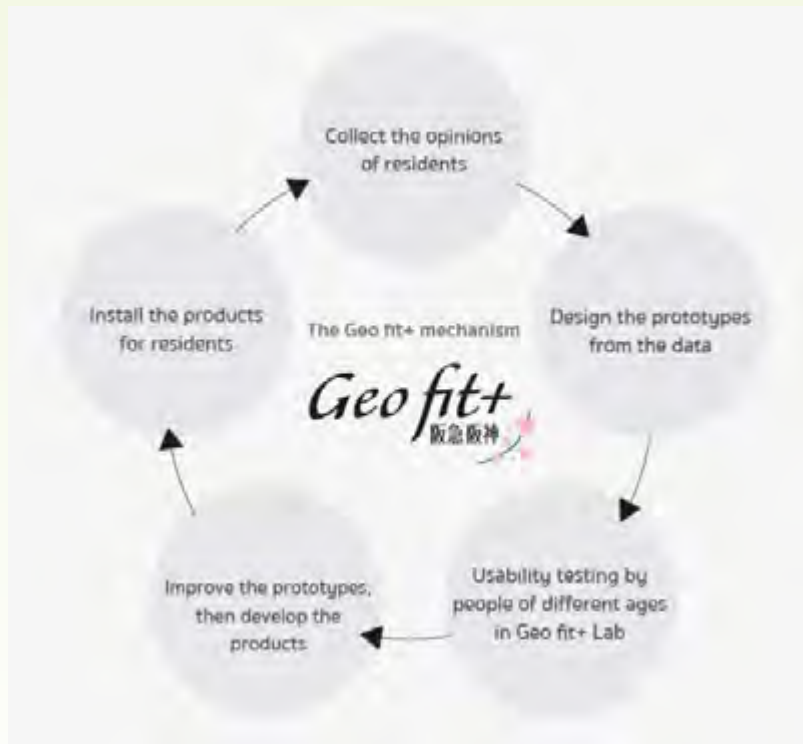 Collect the opinions
of residents
Design the prototypes
from the data
Usability testing by
people of different ages
in Geo fit+ Lab
Improve the prototypes,
then develop the
products
Install the products
for residents
The Geo fit+ mechanism
Geo fit+
阪急阪神